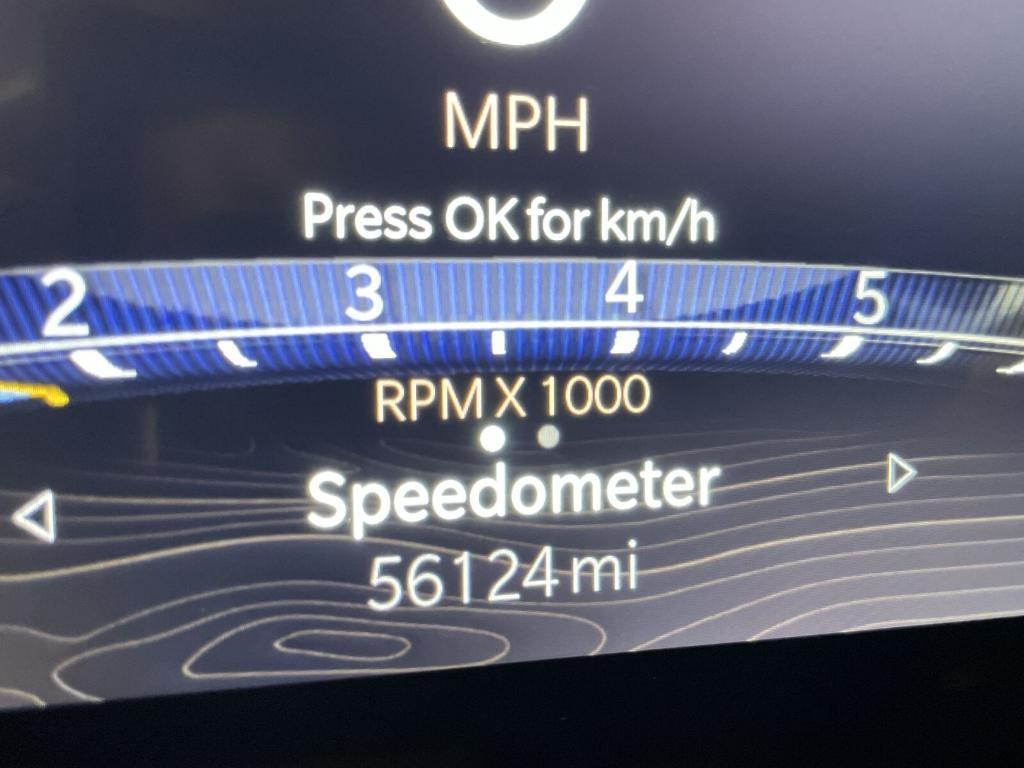 MPH
Press OK for km/h
2 3 4 5
RPM X 1000
Speedometer
56124 mi